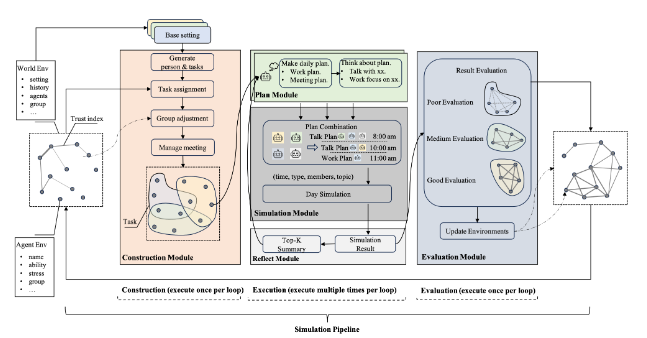 Base setting
World Env
• setting
• history
• agents
• group
• ...
Trust index
Agent Env
• name
• ability
• stress
• group
• ...
Generate
person & tasks
Task assignment
Group adjustment
Manage meeting
Task
Construction Module
Make daily plan.
• Work plan.
• Meeting plan.
Think about plan.
• Talk with xx.
• Work focus on xx.
Plan Module
Plan Combination
Talk Plan 8:00 am
Talk Plan 10:00 am
Work Plan 11:00 am
(time, type, members, topic)
Day Simulation
Simulation Module
Top-K
Summary
Simulation
Result
Reflect Module
Result Evaluation
Poor Evaluation
Medium Evaluation
Good Evaluation
Update Environments
Evaluation Module
Construction (execute once per loop)
Execution (execute multiple times per loop)
Evaluation (execute once per loop)
Simulation Pipeline